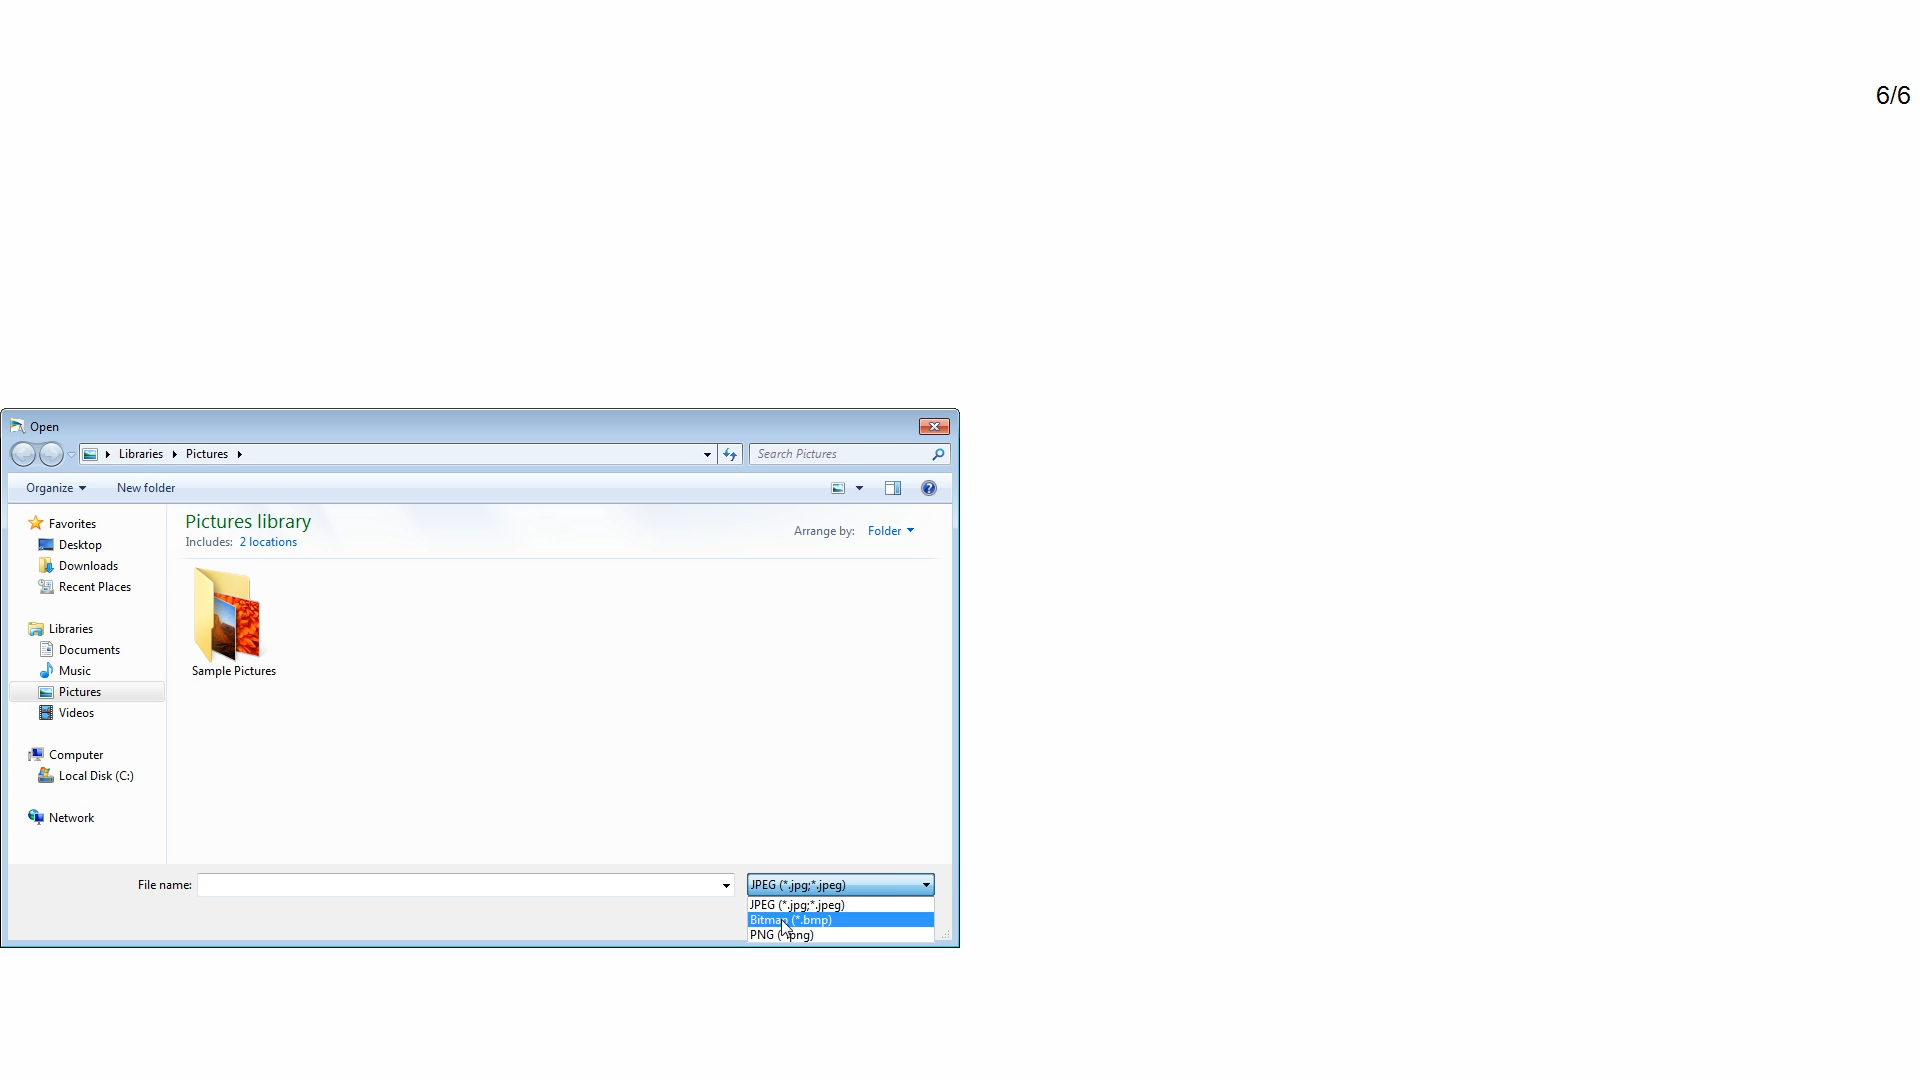 6/6
Open
Libraries Pictures
Search Pictures
Organize New folder
Pictures library
Includes: 2 locations
Arrange by: Folder
Favorites
Desktop
Downloads
Recent Places
Libraries
Documents
Music
Pictures
Videos
Computer
Local Disk (C:)
Network
Sample Pictures
File name:
JPEG (*.jpg;*.jpeg)
JPEG (*.jpg;*.jpeg)
Bitmap (*.bmp)
PNG (*.png)